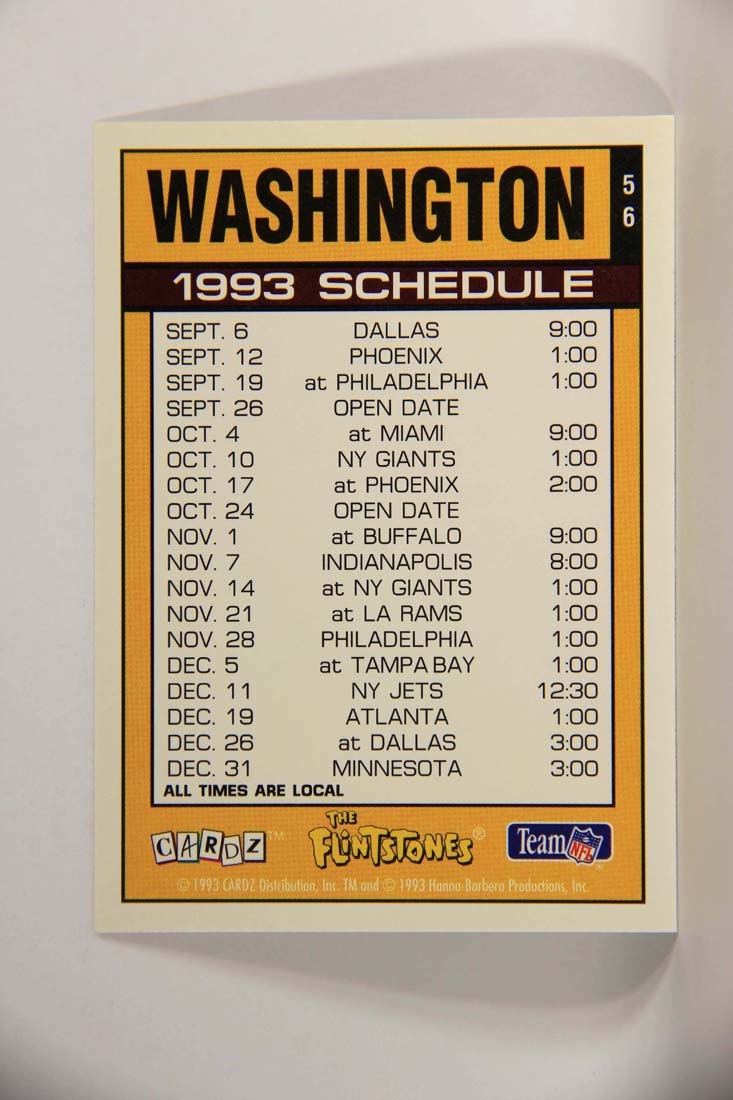 WASHINGTON
5
6
1993 SCHEDULE
SEPT. 6 DALLAS 9:00
SEPT. 12 PHOENIX 1:00
SEPT. 19 at PHILADELPHIA 1:00
SEPT. 26 OPEN DATE
OCT. 4 at MIAMI 9:00
OCT. 10 NY GIANTS 1:00
OCT. 17 at PHOENIX 2:00
OCT. 24 OPEN DATE
NOV. 1 at BUFFALO 9:00
NOV. 7 INDIANAPOLIS 8:00
NOV. 14 at NY GIANTS 1:00
NOV. 21 at LA RAMS 1:00
NOV. 28 PHILADELPHIA 1:00
DEC. 5 at TAMPA BAY 1:00
DEC. 11 NY JETS 12:30
DEC. 19 ATLANTA 1:00
DEC. 26 at DALLAS 3:00
DEC. 31 MINNESOTA 3:00
ALL TIMES ARE LOCAL
CARDZ™ THE FLINTSTONES® Team NFL®
© 1993 CARDZ Distribution, Inc. TM and © 1993 Hanna-Barbera Productions, Inc.